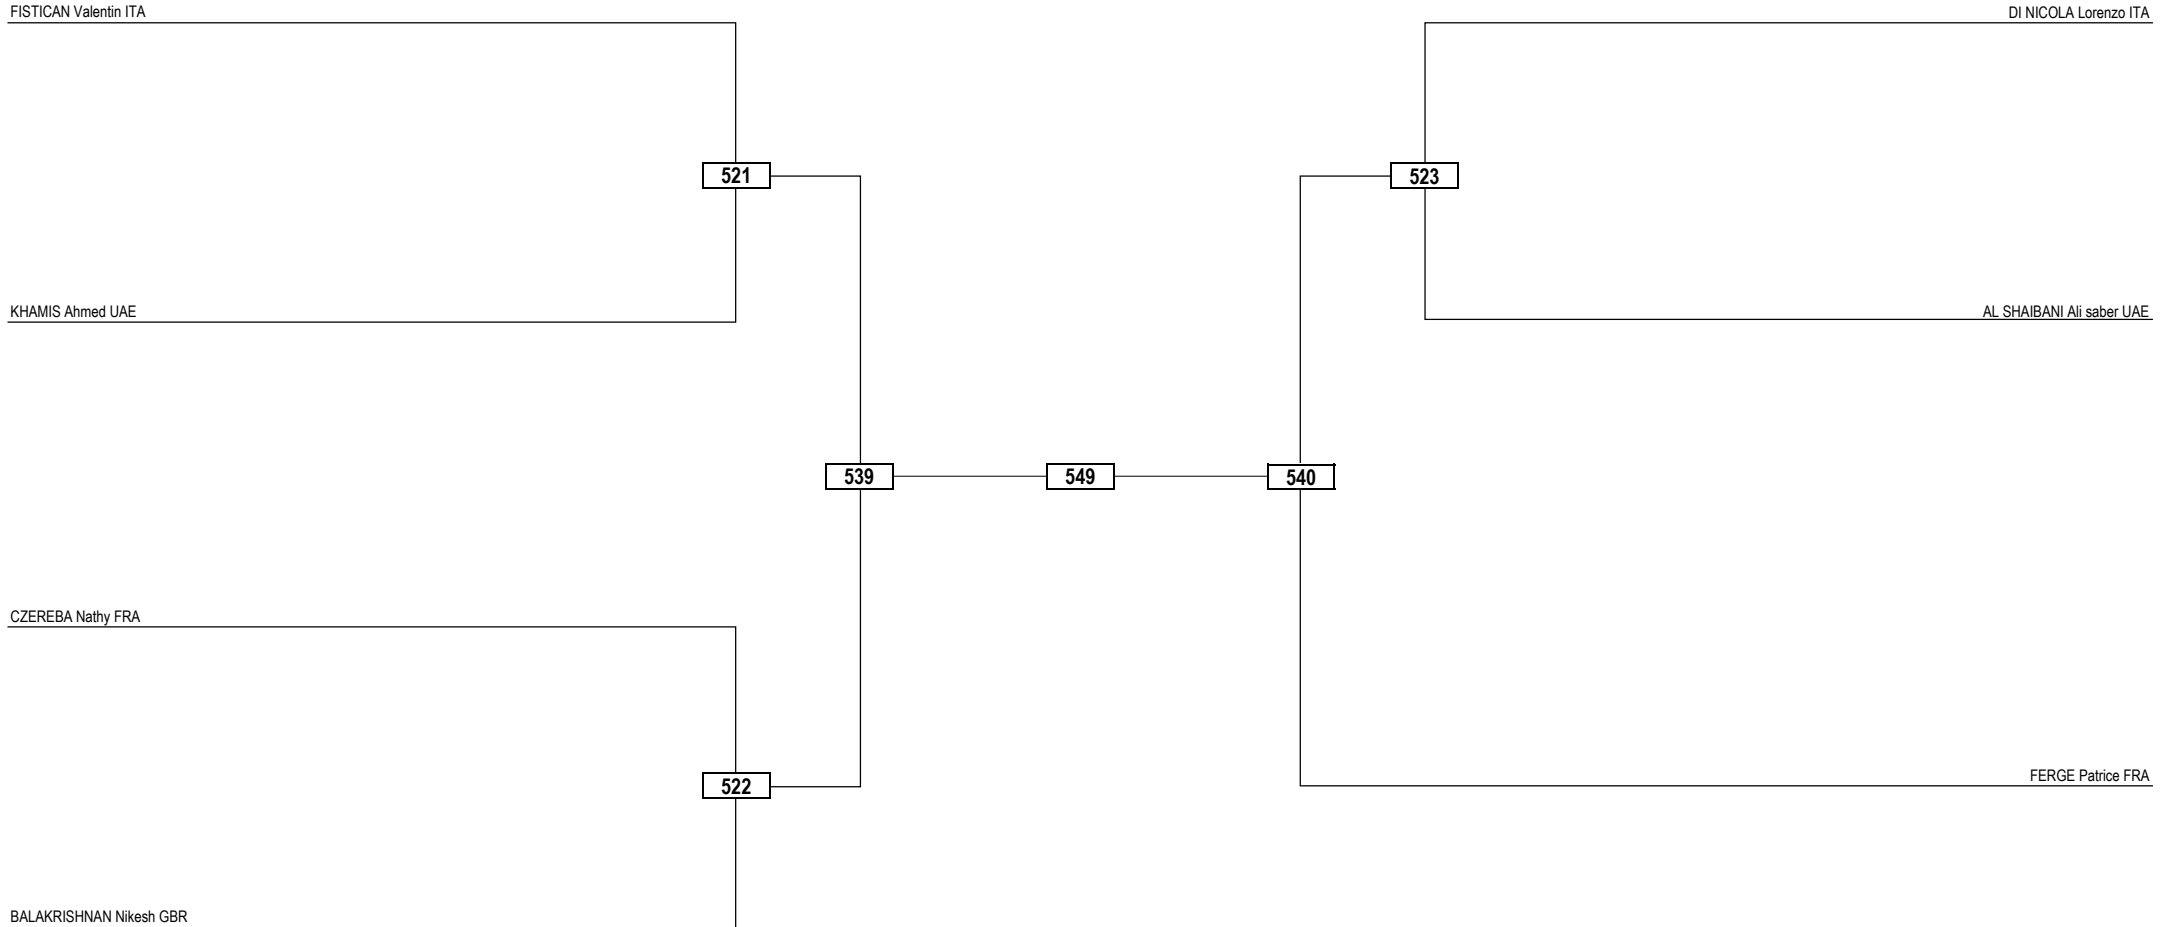 FISTICAN Valentin ITA
DI NICOLA Lorenzo ITA
521
523
KHAMIS Ahmed UAE
AL SHAIBANI Ali saber UAE
539
549
540
CZEREBA Nathy FRA
FERGE Patrice FRA
522
BALAKRISHNAN Nikesh GBR